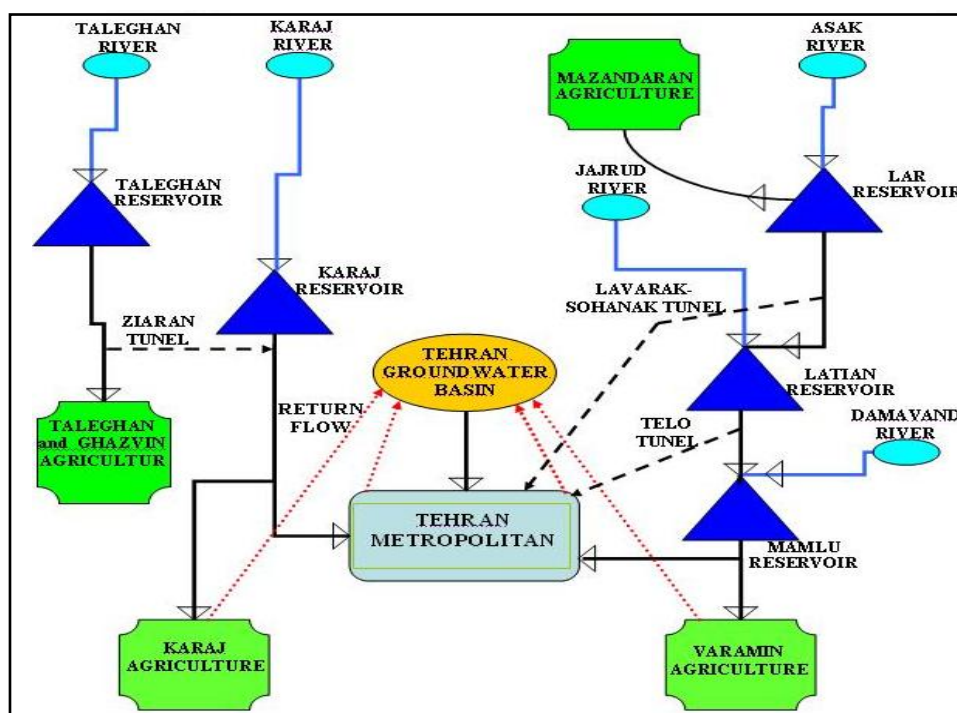 TALEGHAN
RIVER
KARAJ
RIVER
ASAK
RIVER
MAZANDARAN
AGRICULTURE
JAJRUD
RIVER
TALEGHAN
RESERVOIR
LAR
RESERVOIR
KARAJ
RESERVOIR
LAVARAK-
SOHANAK TUNEL
ZIARAN
TUNEL
TEHRAN
GROUNDWATER
BASIN
LATIAN
RESERVOIR
TALEGHAN
and GHAZVIN
AGRICULTUR
RETURN
FLOW
TELO
TUNEL
DAMAVAND
RIVER
TEHRAN
METROPOLITAN
MAMLU
RESERVOIR
KARAJ
AGRICULTURE
VARAMIN
AGRICULTURE